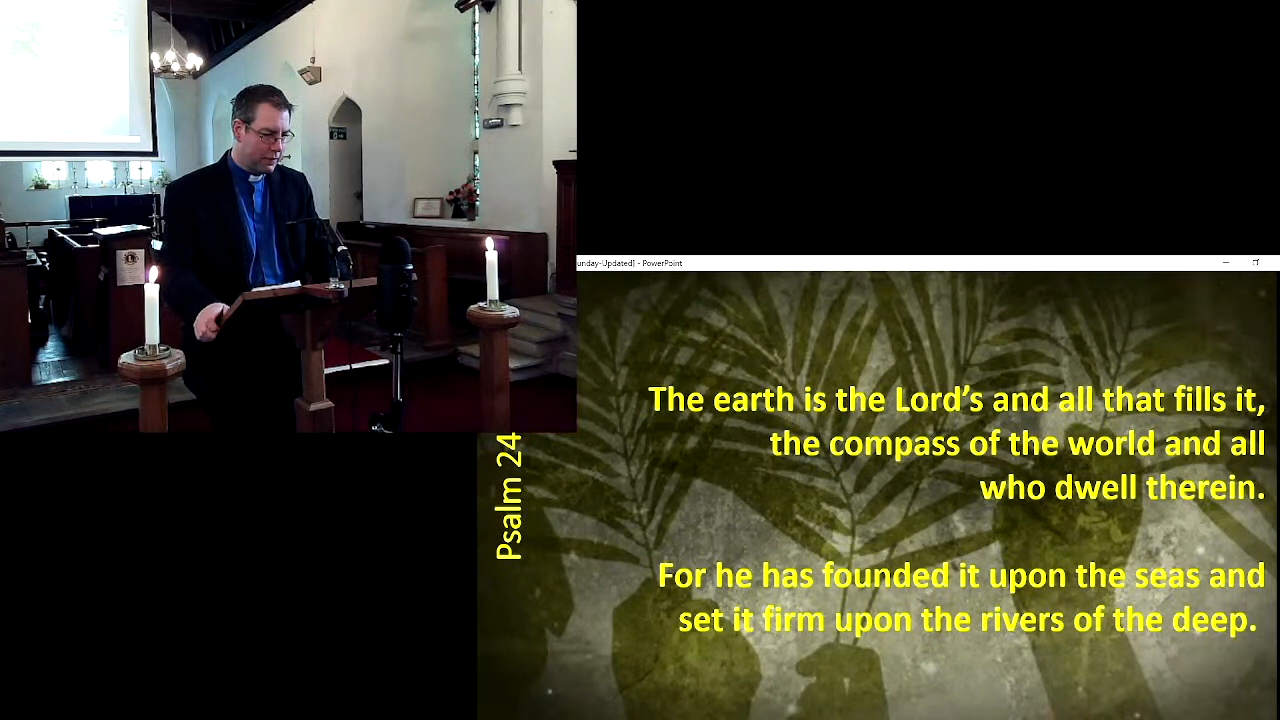 unday-Updated] - PowerPoint
The earth is the Lord's and all that fills it,
the compass of the world and all
who dwell therein.
For he has founded it upon the seas and
set it firm upon the rivers of the deep.
Psalm 24